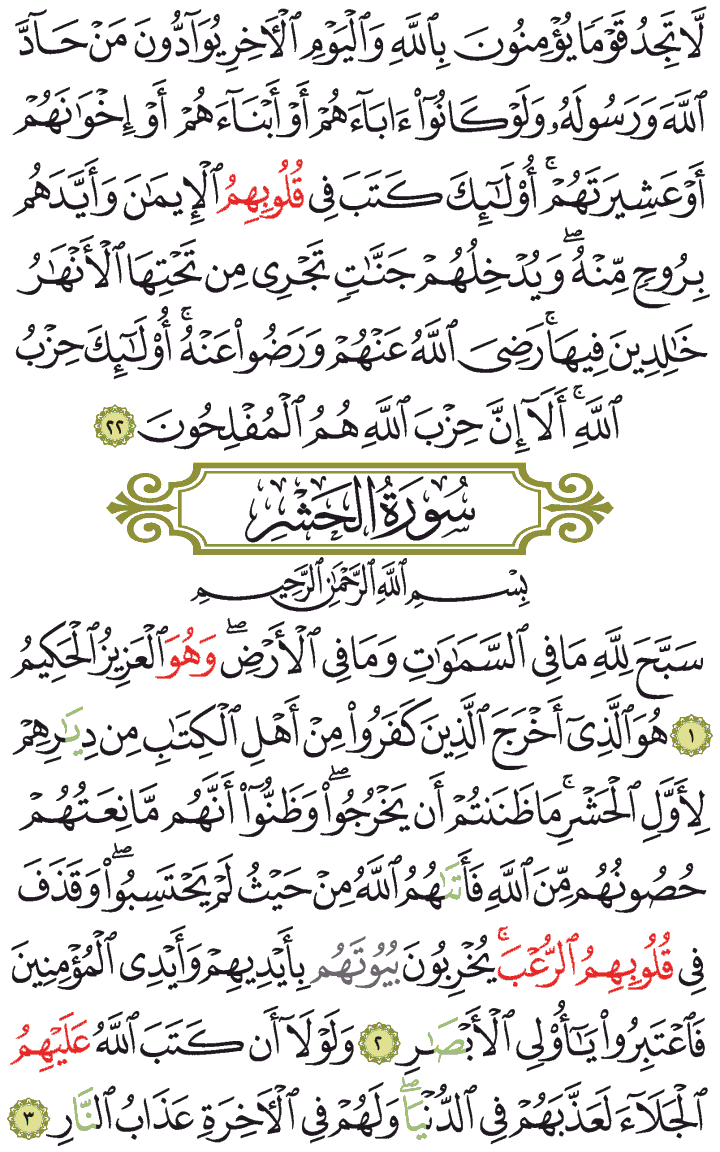 لَّا تَجِدُ قَوْمًا يُؤْمِنُونَ بِٱللَّهِ وَٱلْيَوْمِ ٱلْأَخِرِ يُوَآدُّونَ مَنْ حَآدَّ
ٱللَّهَ وَرَسُولَهُۥ وَلَوْ كَانُوٓا۟ ءَابَآءَهُمْ أَوْ أَبْنَآءَهُمْ أَوْ إِخْوَٰنَهُمْ
أَوْ عَشِيرَتَهُمْ ۚ أُو۟لَٰٓئِكَ كَتَبَ فِى قُلُوبِهِمُ ٱلْإِيمَٰنَ وَأَيَّدَهُم
بِرُوحٍ مِّنْهُ ۖ وَيُدْخِلُهُمْ جَنَّٰتٍ تَجْرِى مِن تَحْتِهَا ٱلْأَنْهَٰرُ
خَٰلِدِينَ فِيهَا ۚ رَضِىَ ٱللَّهُ عَنْهُمْ وَرَضُوا۟ عَنْهُ ۚ أُو۟لَٰٓئِكَ حِزْبُ
ٱللَّهِ ۚ أَلَآ إِنَّ حِزْبَ ٱللَّهِ هُمُ ٱلْمُفْلِحُونَ ٢٢
سُورَةُ الحَشْرِ
بِسْمِ ٱللَّهِ ٱلرَّحْمَٰنِ ٱلرَّحِيمِ
سَبَّحَ لِلَّهِ مَا فِى ٱلسَّمَٰوَٰتِ وَمَا فِى ٱلْأَرْضِ ۖ وَهُوَ ٱلْعَزِيزُ ٱلْحَكِيمُ
١ هُوَ ٱلَّذِىٓ أَخْرَجَ ٱلَّذِينَ كَفَرُوا۟ مِنْ أَهْلِ ٱلْكِتَٰبِ مِن دِيَٰرِهِمْ
لِأَوَّلِ ٱلْحَشْرِ ۚ مَا ظَنَنتُمْ أَن يَخْرُجُوا۟ ۖ وَظَنُّوٓا۟ أَنَّهُم مَّانِعَتُهُمْ
حُصُونُهُم مِّنَ ٱللَّهِ فَأَتَىٰهُمُ ٱللَّهُ مِنْ حَيْثُ لَمْ يَحْتَسِبُوا۟ ۖ وَقَذَفَ
فِى قُلُوبِهِمُ ٱلرُّعْبَ ۚ يُخْرِبُونَ بُيُوتَهُم بِأَيْدِيهِمْ وَأَيْدِى ٱلْمُؤْمِنِينَ
فَٱعْتَبِرُوا۟ يَٰٓأُو۟لِى ٱلْأَبْصَٰرِ ٢ وَلَوْلَآ أَن كَتَبَ ٱللَّهُ عَلَيْهِمُ
ٱلْجَلَآءَ لَعَذَّبَهُمْ فِى ٱلدُّنْيَا ۖ وَلَهُمْ فِى ٱلْأَخِرَةِ عَذَابُ ٱلنَّارِ ٣